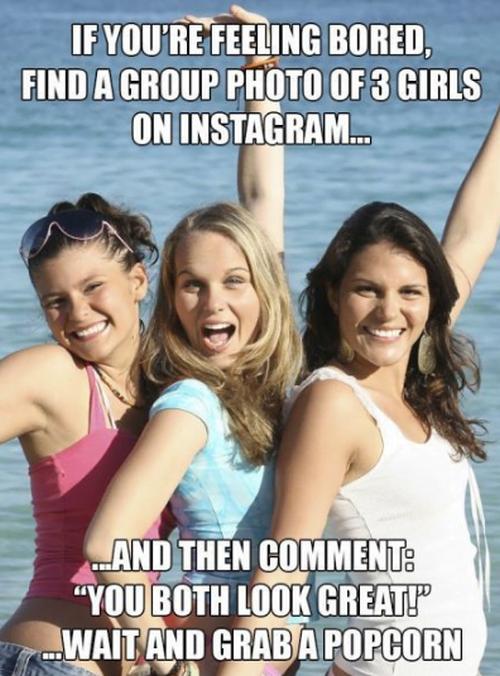 IF YOU'RE FEELING BORED,
FIND A GROUP PHOTO OF 3 GIRLS
ON INSTAGRAM...
...AND THEN COMMENT:
“YOU BOTH LOOK GREAT!”
...WAIT AND GRAB A POPCORN